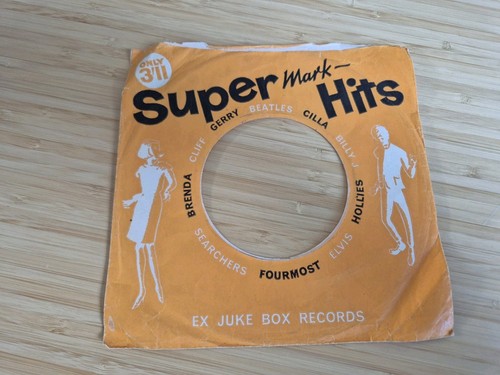 ONLY
3'11
Super Mark- Hits
BRENDA CLIFF GERRY BEATLES CILLA BILLY J HOLLIES ELVIS FOURMOST SEARCHERS
EX JUKE BOX RECORDS